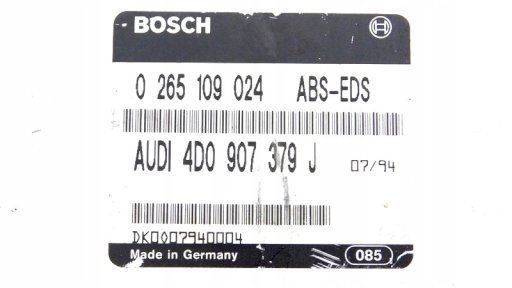 BOSCH
0 265 109 024 ABS-EDS
AUDI 4D0 907 379 J 07/94
DK0007940004
Made in Germany 085